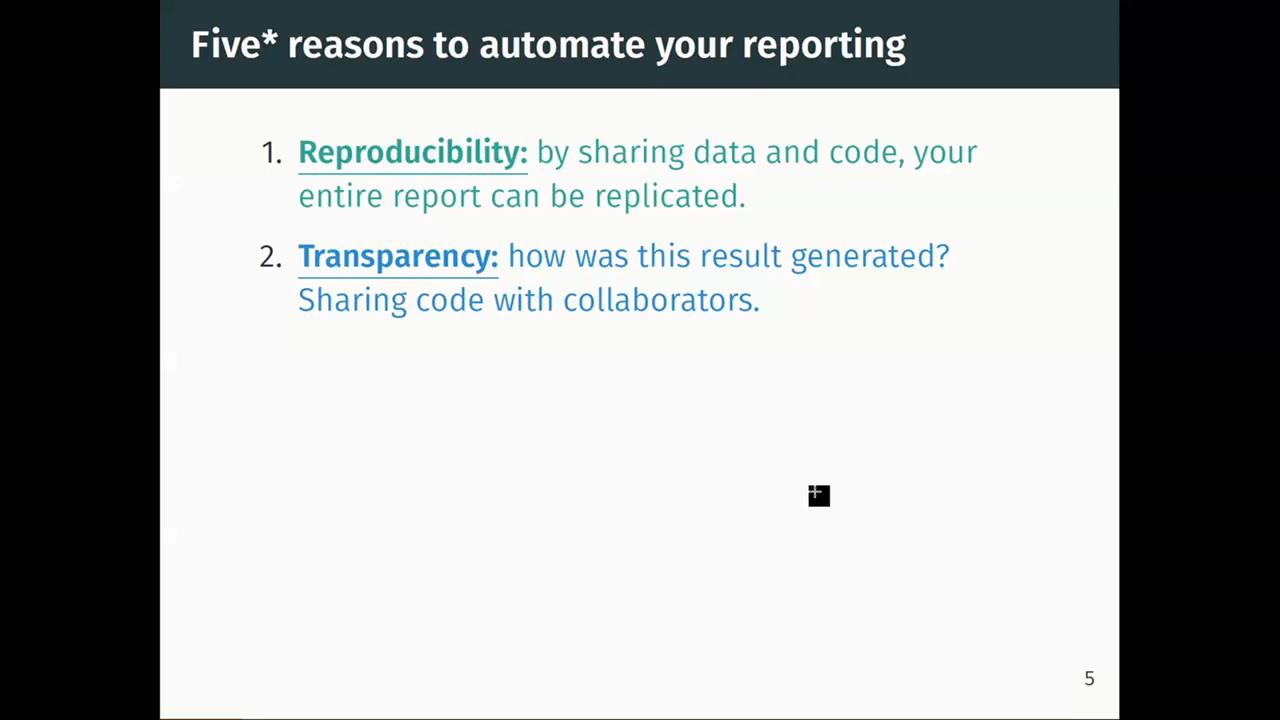 Five* reasons to automate your reporting
1. Reproducibility: by sharing data and code, your
entire report can be replicated.
2. Transparency: how was this result generated?
Sharing code with collaborators.
5